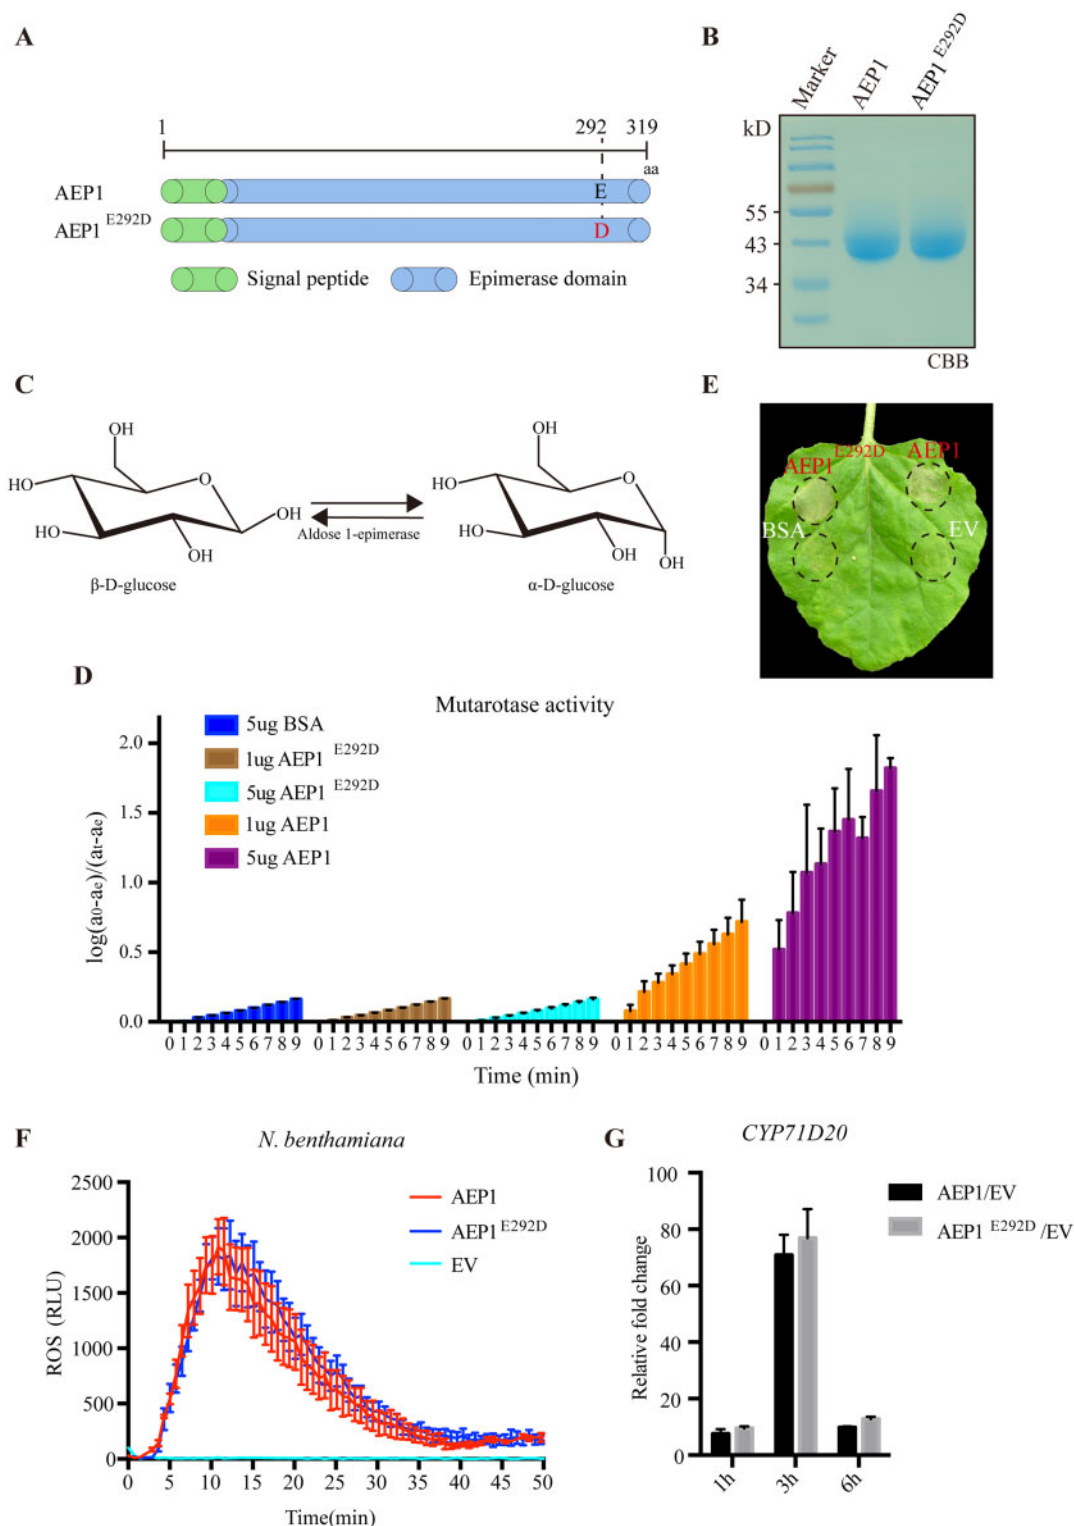 A
1 292 319
aa
AEP1 E
AEP1 E292D D
Signal peptide Epimerase domain
B
Marker AEP1 AEP1 E292D
kD
55
43
34
CBB
C
OH
HO O
HO OH
OH
β-D-glucose
Aldose 1-epimerase
OH
HO O
HO
OH
OH
α-D-glucose
E
AEP1 E292D AEP1
BSA EV
D
Mutarotase activity
5ug BSA
1ug AEP1 E292D
5ug AEP1 E292D
1ug AEP1
5ug AEP1
log(a0-ae)/(at-ae)
2.0
1.5
1.0
0.5
0.0
0 1 2 3 4 5 6 7 8 9 0 1 2 3 4 5 6 7 8 9 0 1 2 3 4 5 6 7 8 9 0 1 2 3 4 5 6 7 8 9 0 1 2 3 4 5 6 7 8 9
Time (min)
F
N. benthamiana
AEP1
AEP1 E292D
EV
ROS (RLU)
2500
2000
1500
1000
500
0
0 5 10 15 20 25 30 35 40 45 50
Time(min)
G
CYP71D20
AEP1/EV
AEP1 E292D /EV
Relative fold change
100
80
60
40
20
0
1h 3h 6h